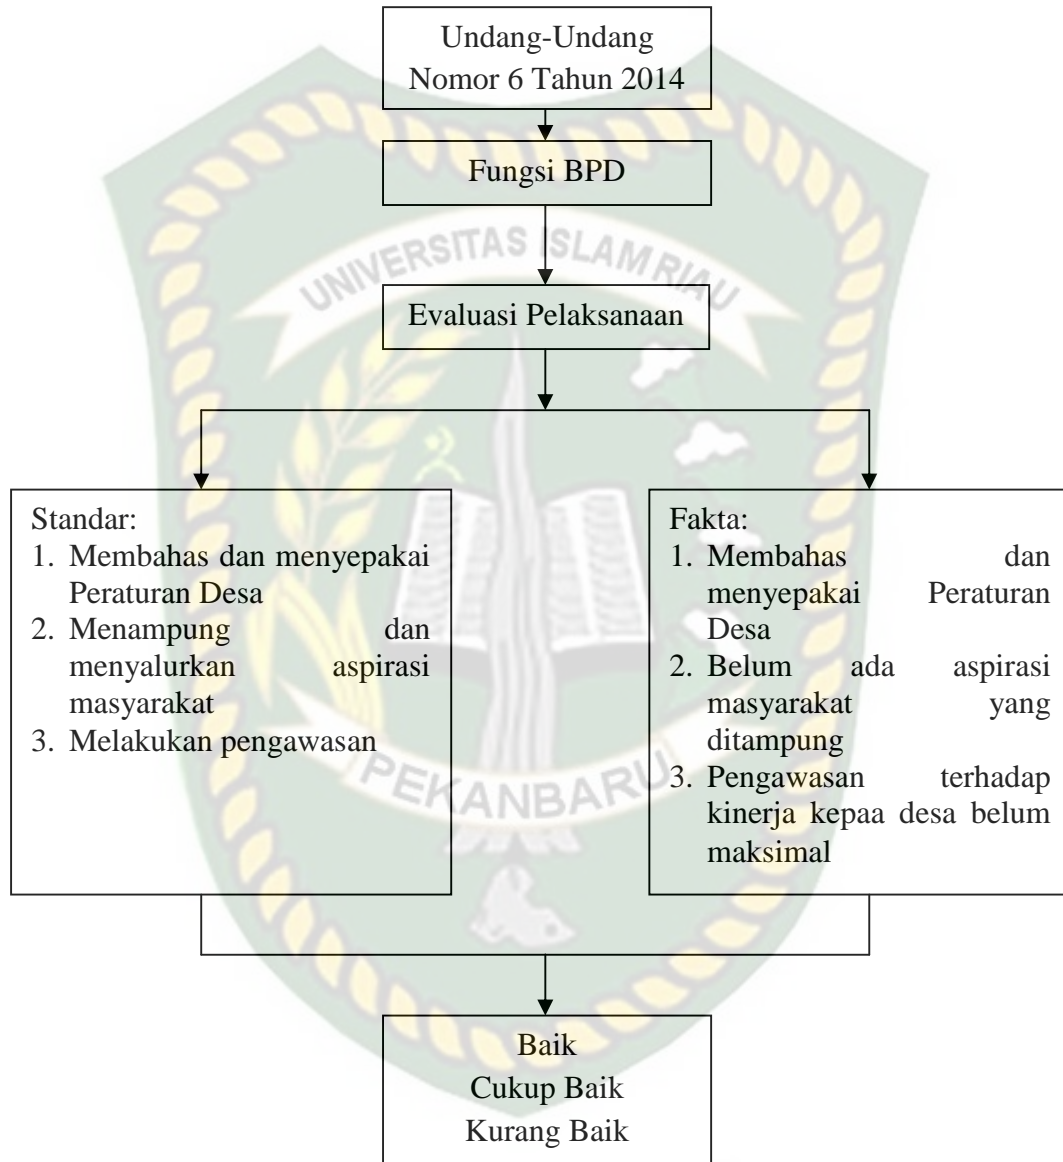 Undang-Undang
Nomor 6 Tahun 2014
Fungsi BPD
UNIVERSITAS ISLAM RIAU
Evaluasi Pelaksanaan
Standar:
1. Membahas dan menyepakai
Peraturan Desa
2. Menampung dan
menyalurkan aspirasi
masyarakat
3. Melakukan pengawasan
Fakta:
1. Membahas dan
menyepakai Peraturan
Desa
2. Belum ada aspirasi
masyarakat yang
ditampung
3. Pengawasan terhadap
kinerja kepaa desa belum
maksimal
PEKANBARU
Baik
Cukup Baik
Kurang Baik